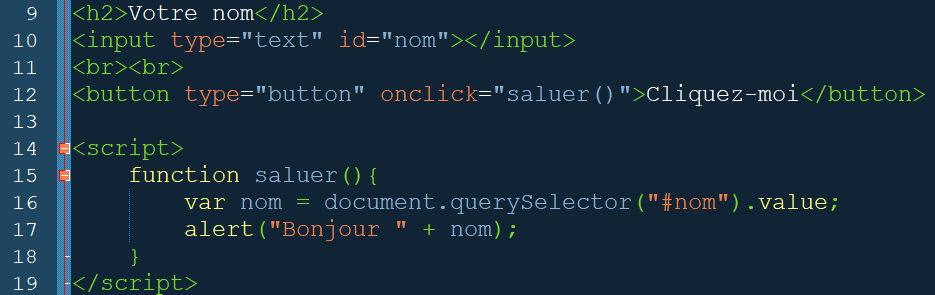 9 <h2>Votre nom</h2>
10 <input type="text" id="nom"></input>
11 <br><br>
12 <button type="button" onclick="saluer()">Cliquez-moi</button>
13
14 <script>
15     function saluer(){
16         var nom = document.querySelector("#nom").value;
17         alert("Bonjour " + nom);
18     }
19 </script>